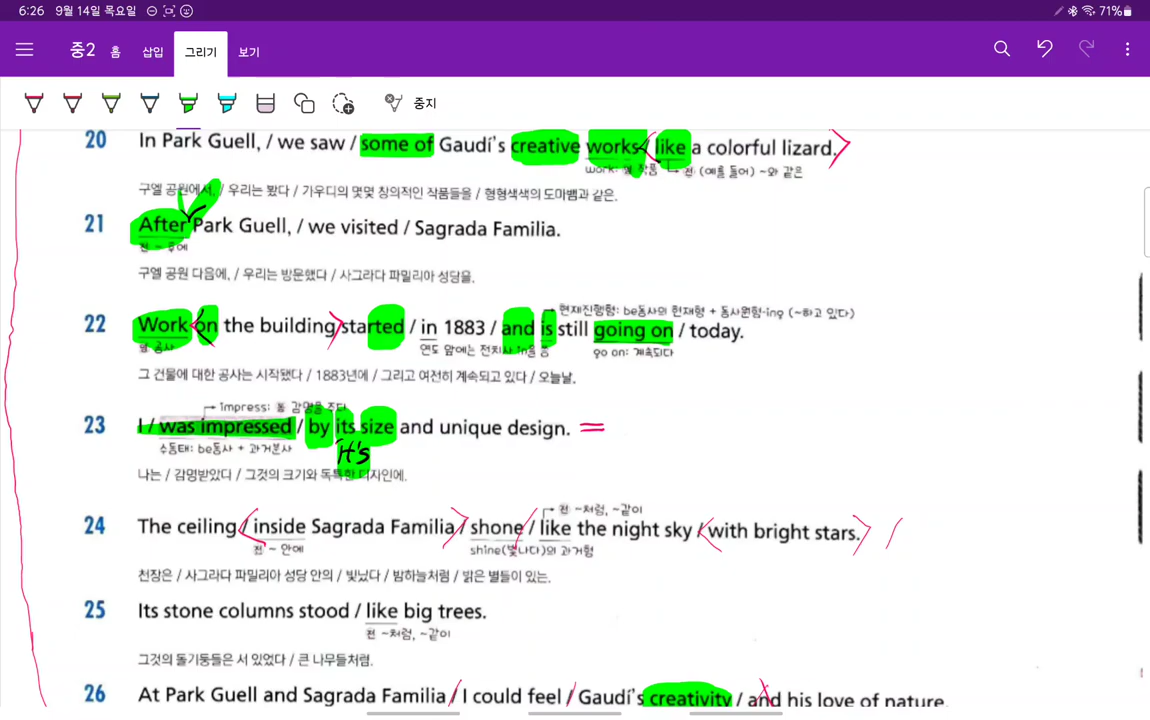 6:26 9월 14일 목요일 71%
중2 홈 삽입 그리기 보기
중지
20 In Park Guell, / we saw / some of Gaudí's creative works / like a colorful lizard.
work: 명 작품 전 (예를 들어) ~와 같은
구엘 공원에서, / 우리는 봤다 / 가우디의 몇몇 창의적인 작품들을 / 형형색색의 도마뱀과 같은.
21 After Park Guell, / we visited / Sagrada Familia.
전 ~ 후에
구엘 공원 다음에, / 우리는 방문했다 / 사그라다 파밀리아 성당을.
현재진행형: be동사의 현재형 + 동사원형-ing (~하고 있다)
22 Work on the building started / in 1883 / and is still going on / today.
명 공사 연도 앞에는 전치사 in을 씀 go on: 계속되다
그 건물에 대한 공사는 시작됐다 / 1883년에 / 그리고 여전히 계속되고 있다 / 오늘날.
impress: 통 감명을 주다
23 I / was impressed / by its size and unique design. =
수동태: be동사 + 과거분사 it's
나는 / 감명받았다 / 그것의 크기와 독특한 디자인에.
전 ~처럼, ~같이
24 The ceiling / inside Sagrada Familia / shone / like the night sky / with bright stars.
전 ~ 안에 shine(빛나다)의 과거형
천장은 / 사그라다 파밀리아 성당 안의 / 빛났다 / 밤하늘처럼 / 밝은 별들이 있는.
25 Its stone columns stood / like big trees.
전 ~처럼, ~같이
그것의 돌기둥들은 서 있었다 / 큰 나무들처럼.
26 At Park Guell and Sagrada Familia / I could feel / Gaudí's creativity / and his love of nature.